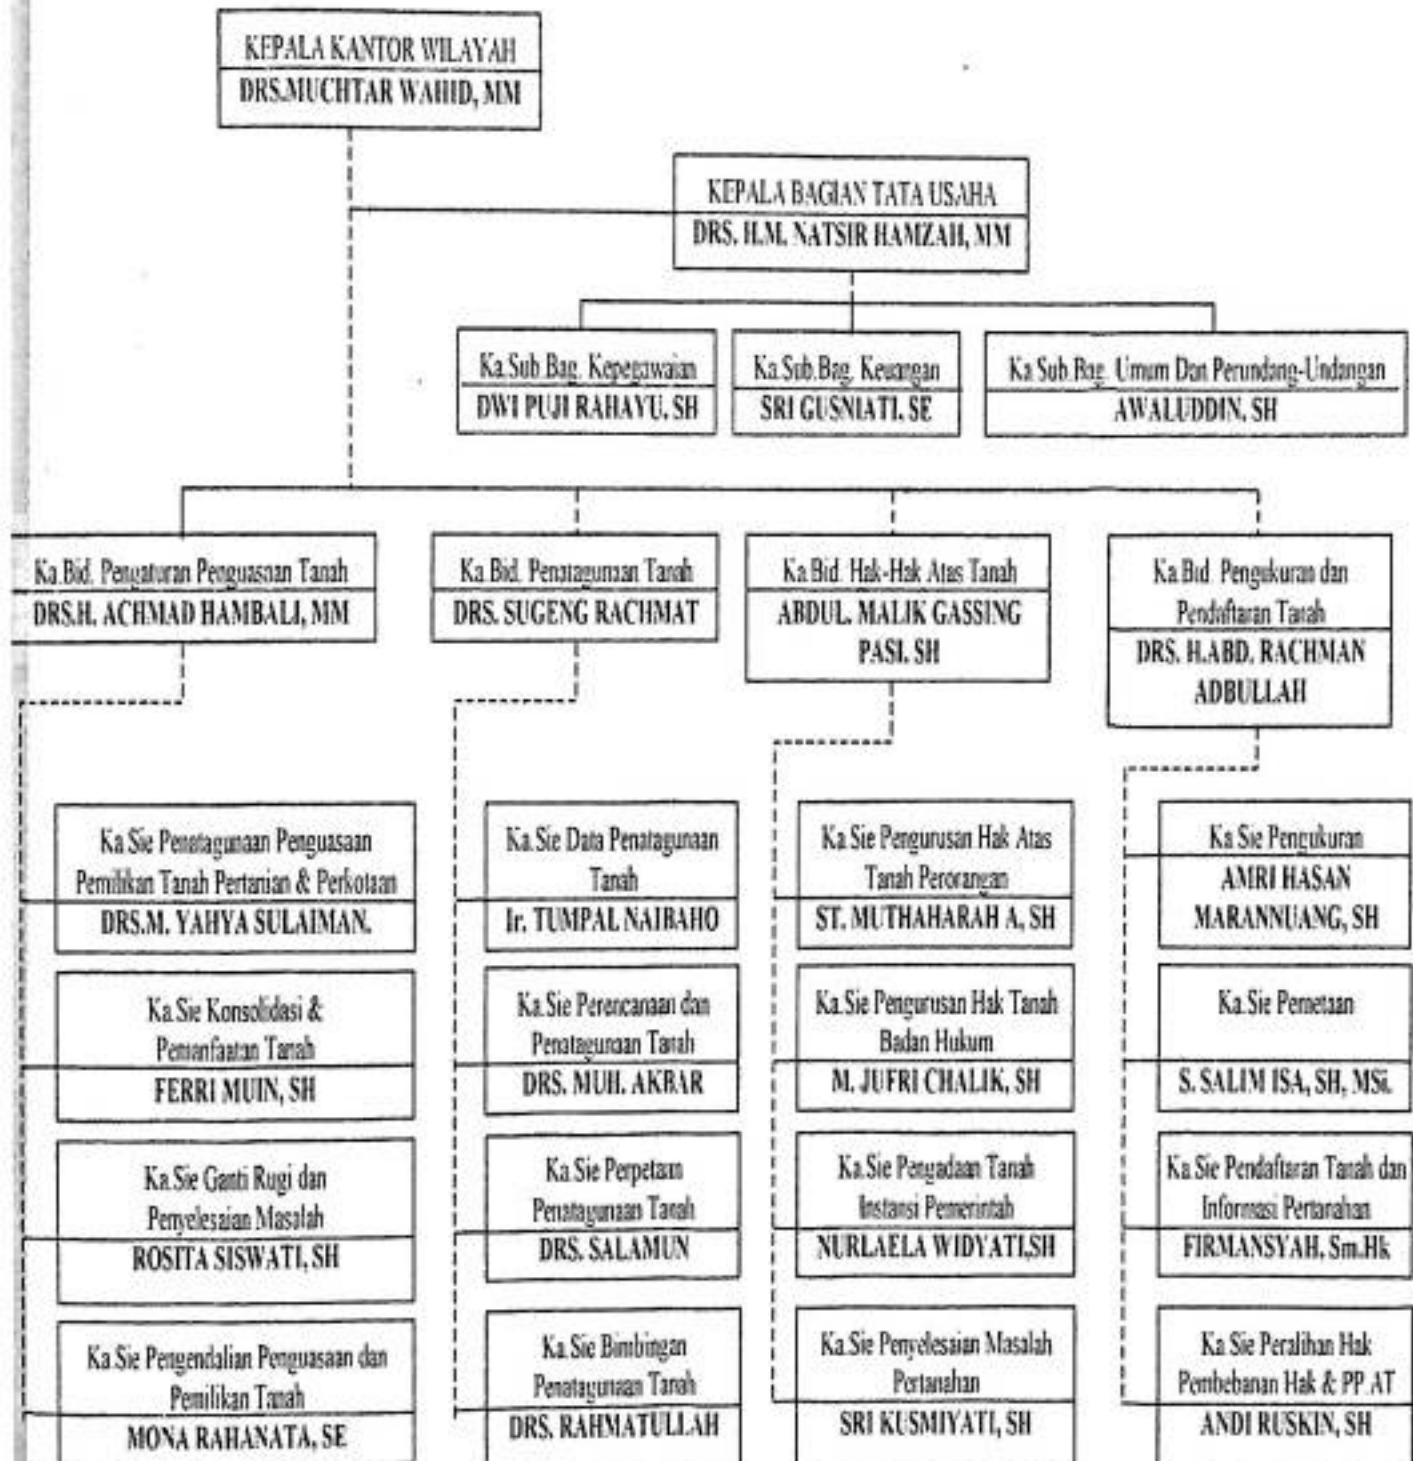 KEPALA KANTOR WILAYAH
DRS.MUCHTAR WAHID, MM
KEPALA BAGIAN TATA USAHA
DRS. H.M. NATSIR HAMZAH, MM
Ka.Sub.Bag. Kepegawaian
DWI PUJI RAHAYU. SH
Ka.Sub.Bag. Keuangan
SRI GUSNIATI. SE
Ka Sub.Bag. Umum Dan Perundang-Undangan
AWALUDDIN. SH
Ka.Bid. Pengaturan Penguasaan Tanah
DRS.H. ACHMAD HAMBALI, MM
Ka.Bid. Penatagunaan Tanah
DRS. SUGENG RACHMAT
Ka.Bid. Hak-Hak Atas Tanah
ABDUL. MALIK GASSING
PASI. SH
Ka.Bid. Pengukuran dan
Pendaftaran Tanah
DRS. H.ABD. RACHMAN
ADBULLAH
Ka.Sie Penatagunaan Penguasaan
Pemilikan Tanah Pertanian & Perkotaan
DRS.M. YAHYA SULAIMAN.
Ka.Sie Konsolidasi &
Pemanfaatan Tanah
FERRI MUIN, SH
Ka.Sie Ganti Rugi dan
Penyelesaian Masalah
ROSITA SISWATI, SH
Ka.Sie Pengendalian Penguasaan dan
Pemilikan Tanah
MONA RAHANATA, SE
Ka.Sie Data Penatagunaan
Tanah
Ir. TUMPAL NAIBAHO
Ka.Sie Perencanaan dan
Penatagunaan Tanah
DRS. MUH. AKBAR
Ka.Sie Perpetaan
Penatagunaan Tanah
DRS. SALAMUN
Ka.Sie Bimbingan
Penatagunaan Tanah
DRS. RAHMATULLAH
Ka.Sie Pengurusan Hak Atas
Tanah Perorangan
ST. MUTHAHARAH A, SH
Ka.Sie Pengurusan Hak Tanah
Badan Hukum
M. JUFRI CHALIK, SH
Ka.Sie Pengadaan Tanah
Instansi Pemerintah
NURLAELA WIDYATI,SH
Ka.Sie Penyelesaian Masalah
Pertanahan
SRI KUSMIYATI, SH
Ka Sie Pengukuran
AMRI HASAN
MARANNUANG, SH
Ka.Sie Pemetaan
S. SALIM ISA, SH, MSi.
Ka.Sie Pendaftaran Tanah dan
Informasi Pertanahan
FIRMANSYAH. Sm.Hk
Ka Sie Peralihan Hak
Pembebanan Hak & PP.AT
ANDI RUSKIN, SH